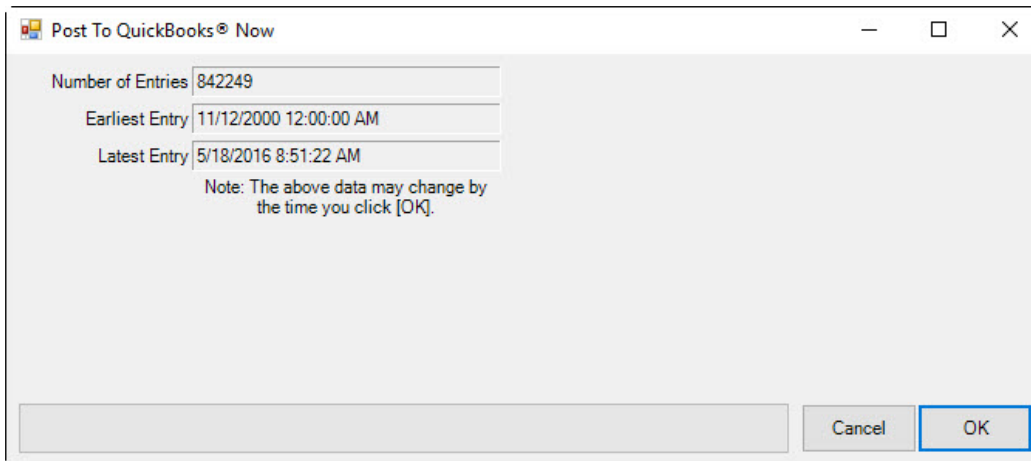 Post To QuickBooks® Now
Number of Entries 842249
Earliest Entry 11/12/2000 12:00:00 AM
Latest Entry 5/18/2016 8:51:22 AM
Note: The above data may change by
the time you click [OK].
Cancel OK